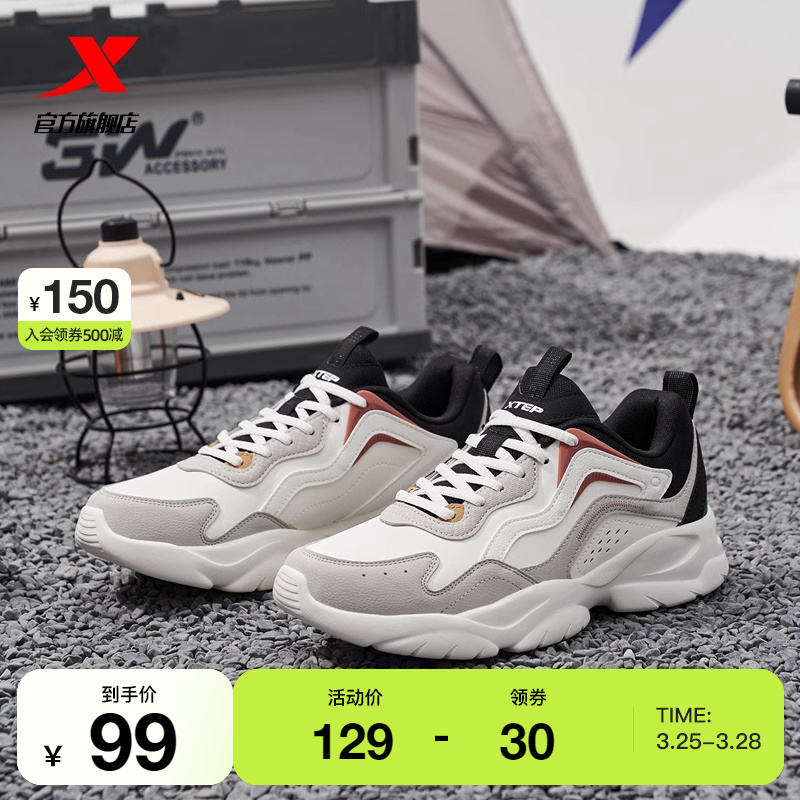 官方旗舰店
3W®
ACCESSORY
¥150
入会领券500减
XTEP
XTEP
到手价
¥99
活动价
129
-
领券
30
TIME:
3.25-3.28